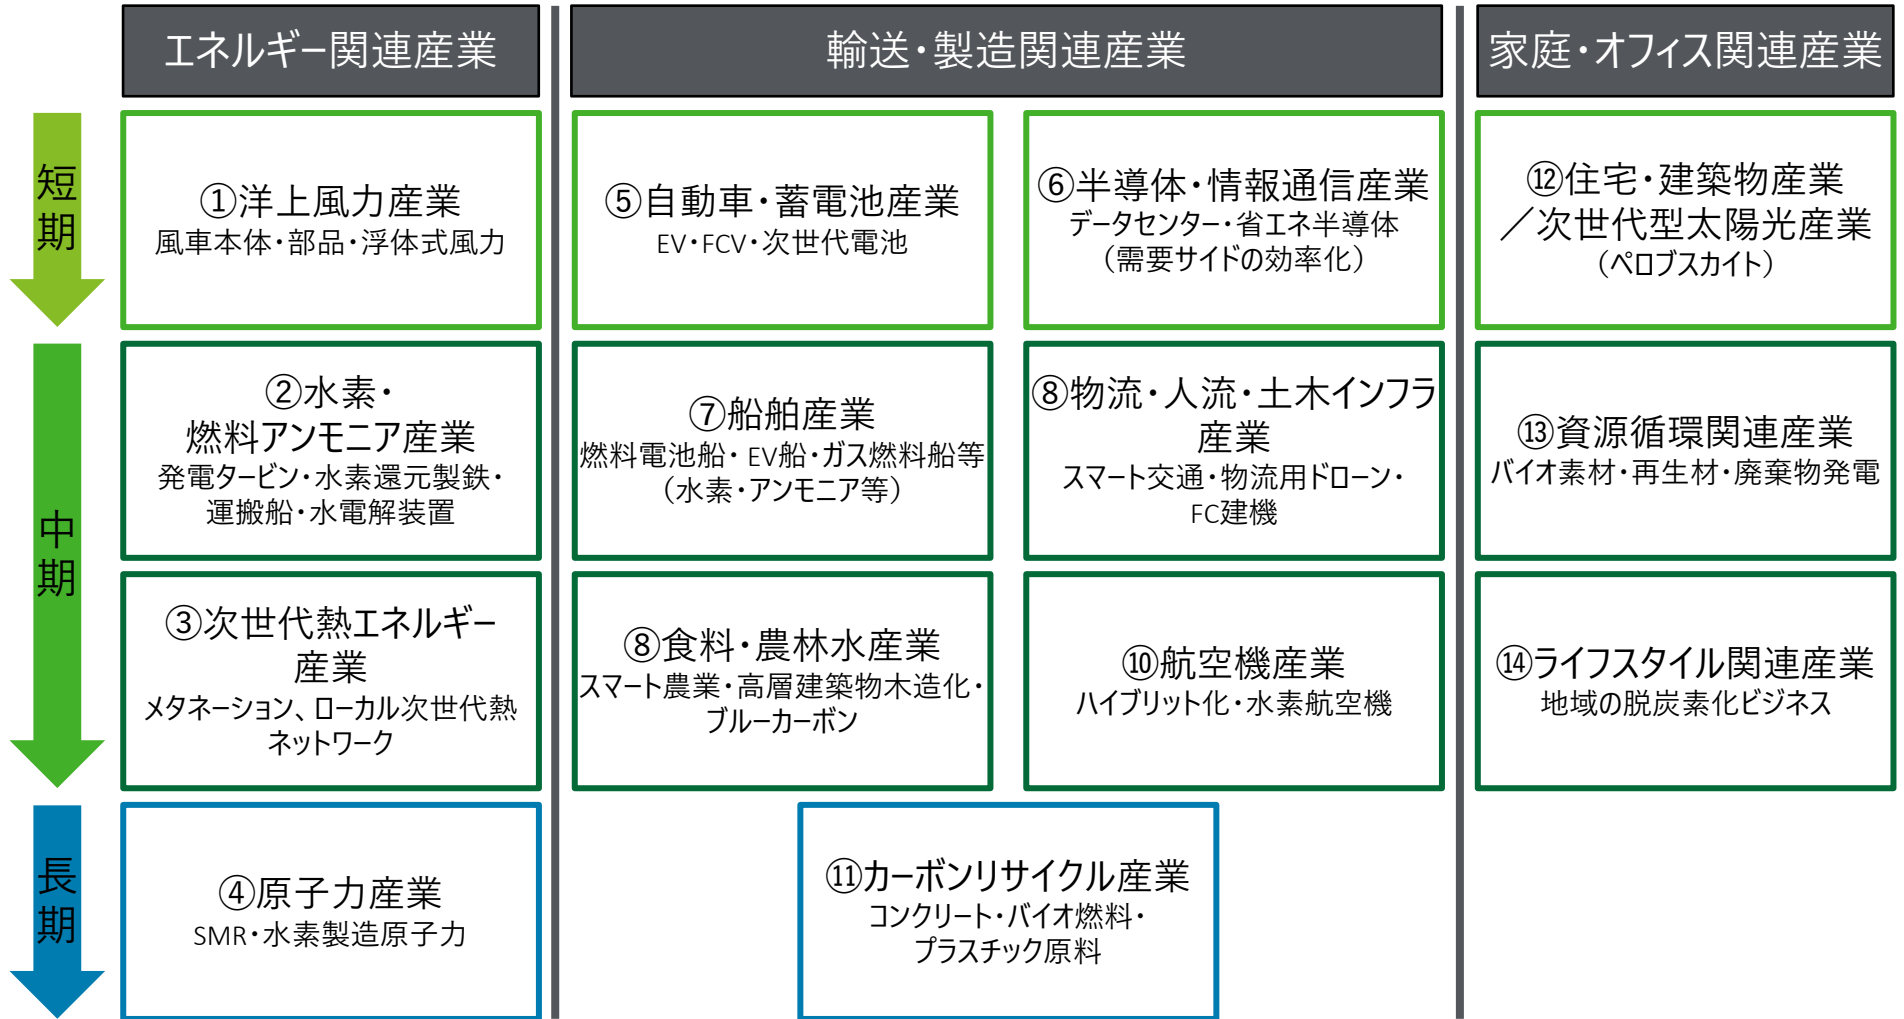 エネルギー関連産業
輸送・製造関連産業
家庭・オフィス関連産業
短期
①洋上風力産業
風車本体・部品・浮体式風力
⑤自動車・蓄電池産業
EV・FCV・次世代電池
⑥半導体・情報通信産業
データセンター・省エネ半導体
（需要サイドの効率化）
⑫住宅・建築物産業
／次世代型太陽光産業
（ペロブスカイト）
中期
②水素・
燃料アンモニア産業
発電タービン・水素還元製鉄・
運搬船・水電解装置
⑦船舶産業
燃料電池船・EV船・ガス燃料船等
（水素・アンモニア等）
⑧物流・人流・土木インフラ
産業
スマート交通・物流用ドローン・
FC建機
⑬資源循環関連産業
バイオ素材・再生材・廃棄物発電
③次世代熱エネルギー
産業
メタネーション、ローカル次世代熱
ネットワーク
⑧食料・農林水産業
スマート農業・高層建築物木造化・
ブルーカーボン
⑩航空機産業
ハイブリット化・水素航空機
⑭ライフスタイル関連産業
地域の脱炭素化ビジネス
長期
④原子力産業
SMR・水素製造原子力
⑪カーボンリサイクル産業
コンクリート・バイオ燃料・
プラスチック原料